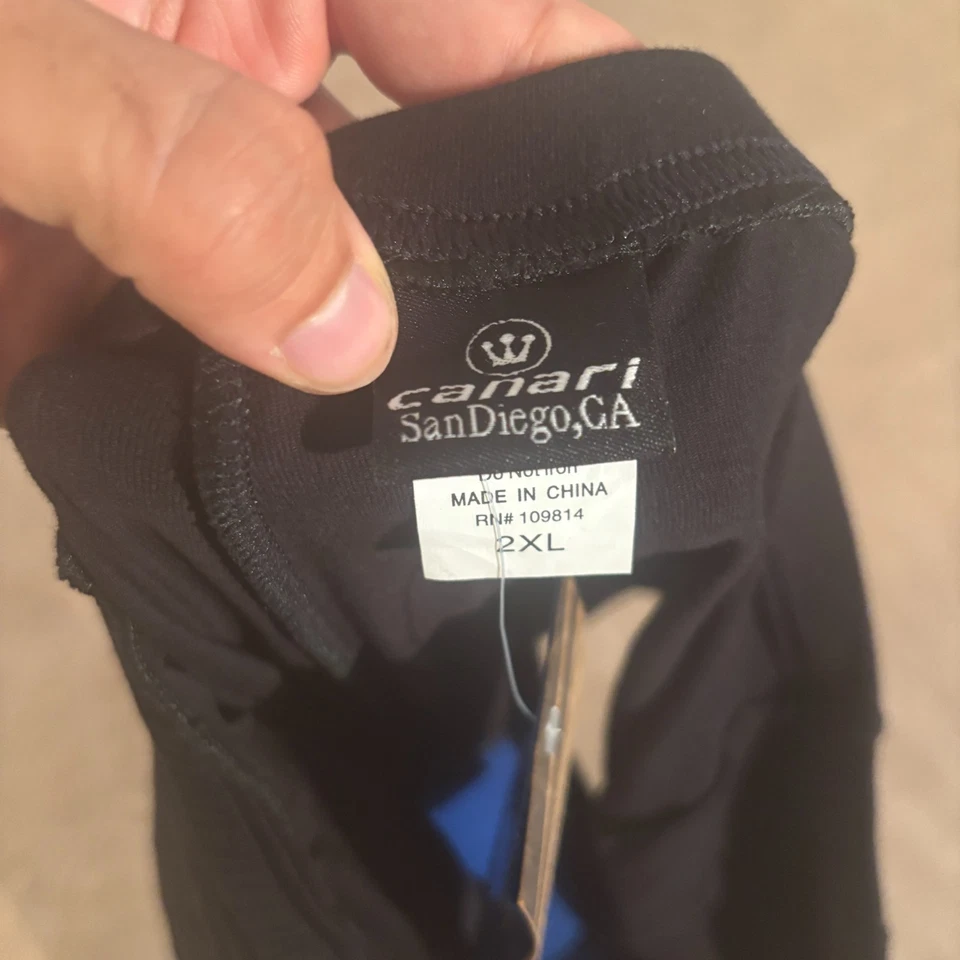 canari
SanDiego,CA
Do Not Iron
MADE IN CHINA
RN# 109814
2XL